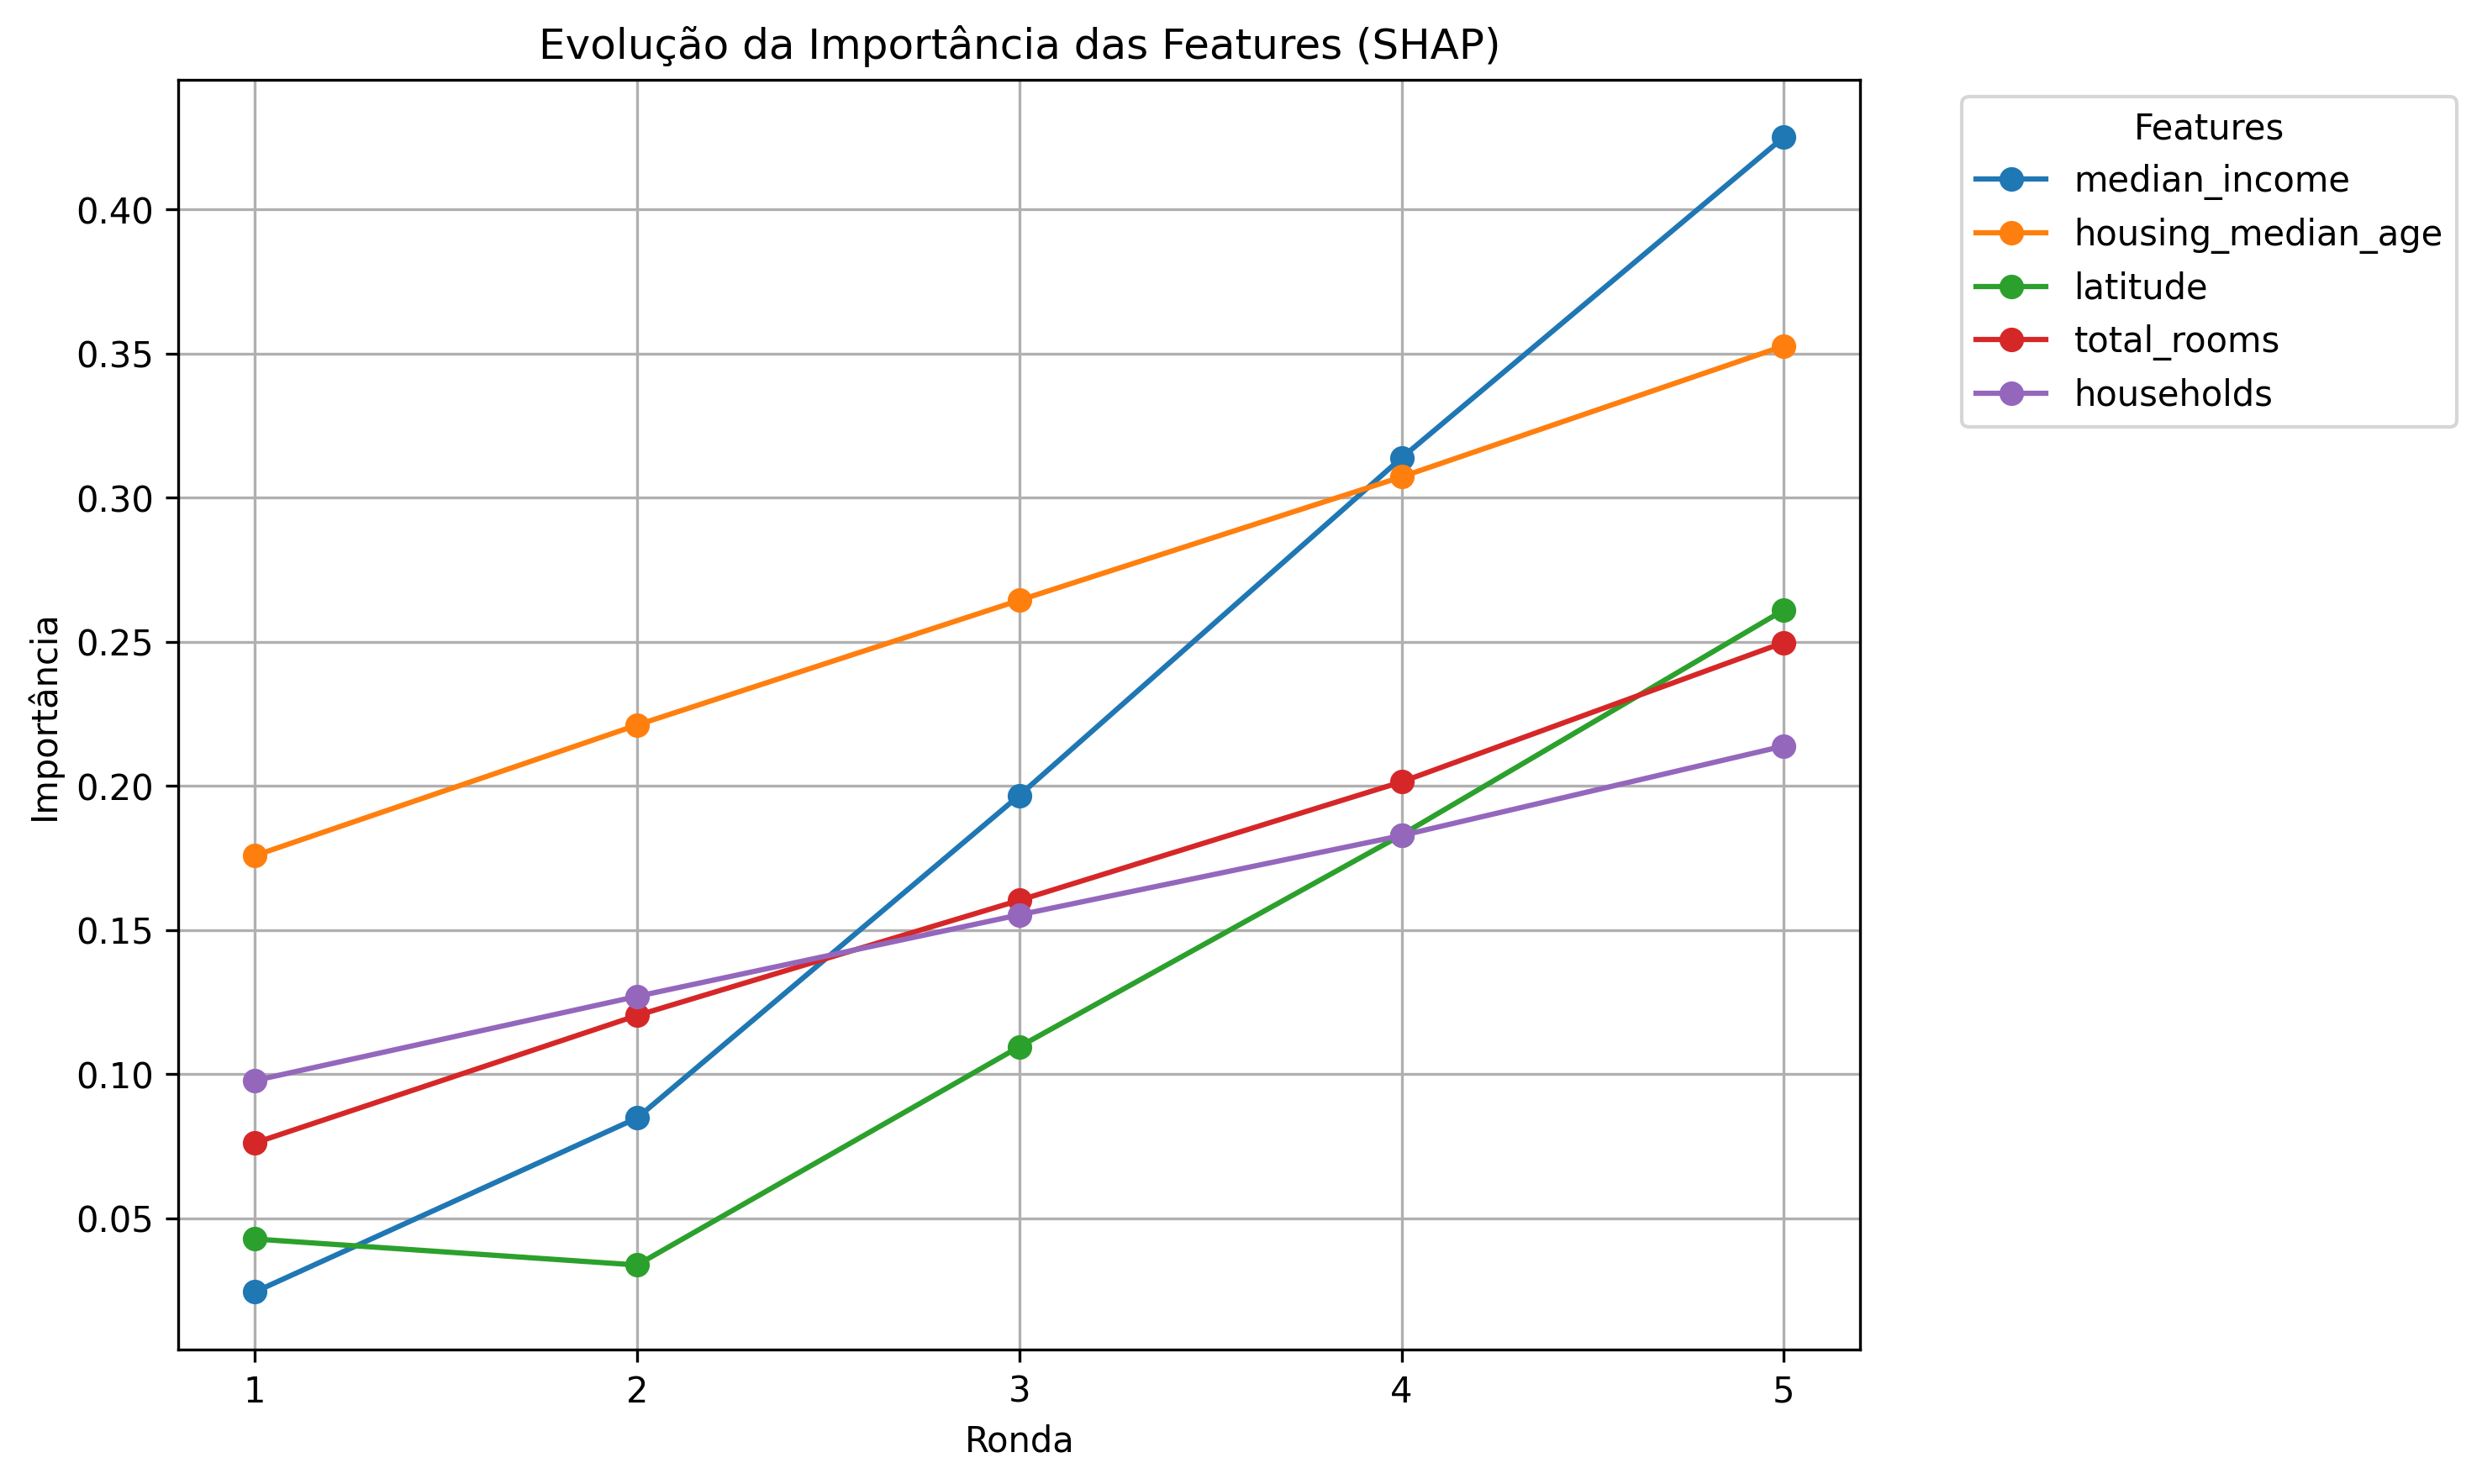 Evolução da Importância das Features (SHAP)
Importância
0.40
0.35
0.30
0.25
0.20
0.15
0.10
0.05
1 2 3 4 5
Ronda
Features
median_income
housing_median_age
latitude
total_rooms
households